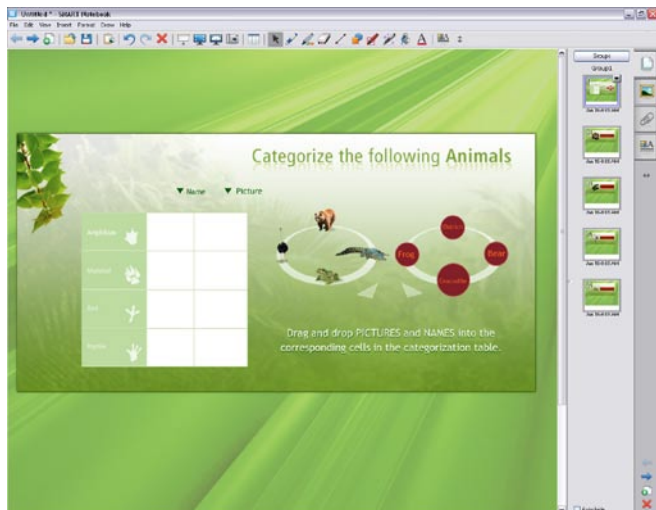 Untitled * - SMART Notebook
File Edit View Insert Format Draw Help
Groups
Group1
Categorize the following Animals
Name Picture
Amphibian
Mammal
Bird
Reptile
Frog
Ostrich
Bear
Crocodile
Drag and drop PICTURES and NAMES into the
corresponding cells in the categorization table.